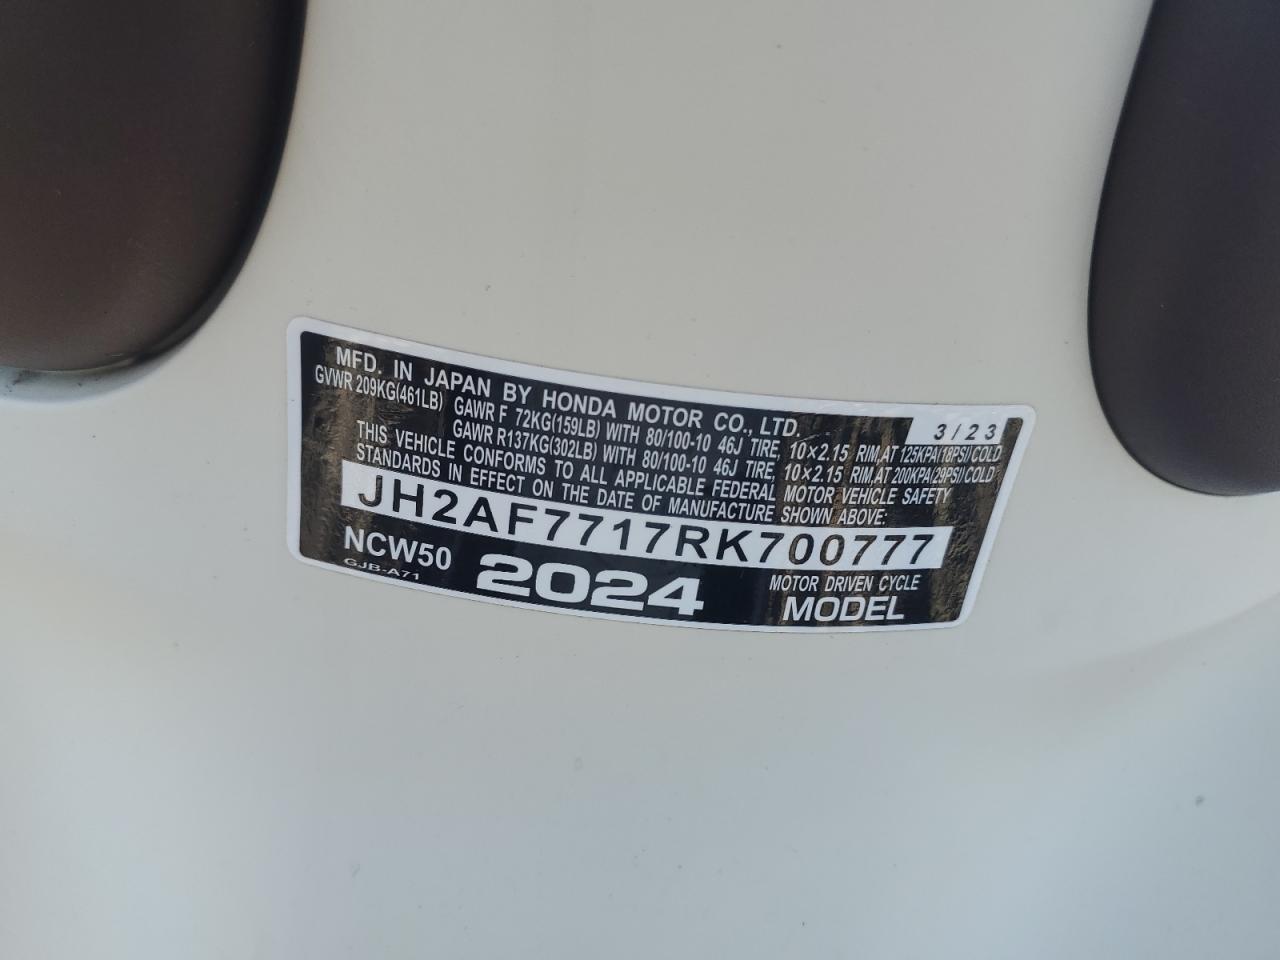 MFD. IN JAPAN BY HONDA MOTOR CO., LTD. 3/23
GVWR 209KG(461LB) GAWR F 72KG(159LB) WITH 80/100-10 46J TIRE, 10×2.15 RIM,AT 125KPA(18PSI)COLD
GAWR R137KG(302LB) WITH 80/100-10 46J TIRE, 10×2.15 RIM,AT 200KPA(29PSI)COLD
THIS VEHICLE CONFORMS TO ALL APPLICABLE FEDERAL MOTOR VEHICLE SAFETY
STANDARDS IN EFFECT ON THE DATE OF MANUFACTURE SHOWN ABOVE:
JH2AF7717RK700777
NCW50 2024 MOTOR DRIVEN CYCLE
GJB-A71 MODEL